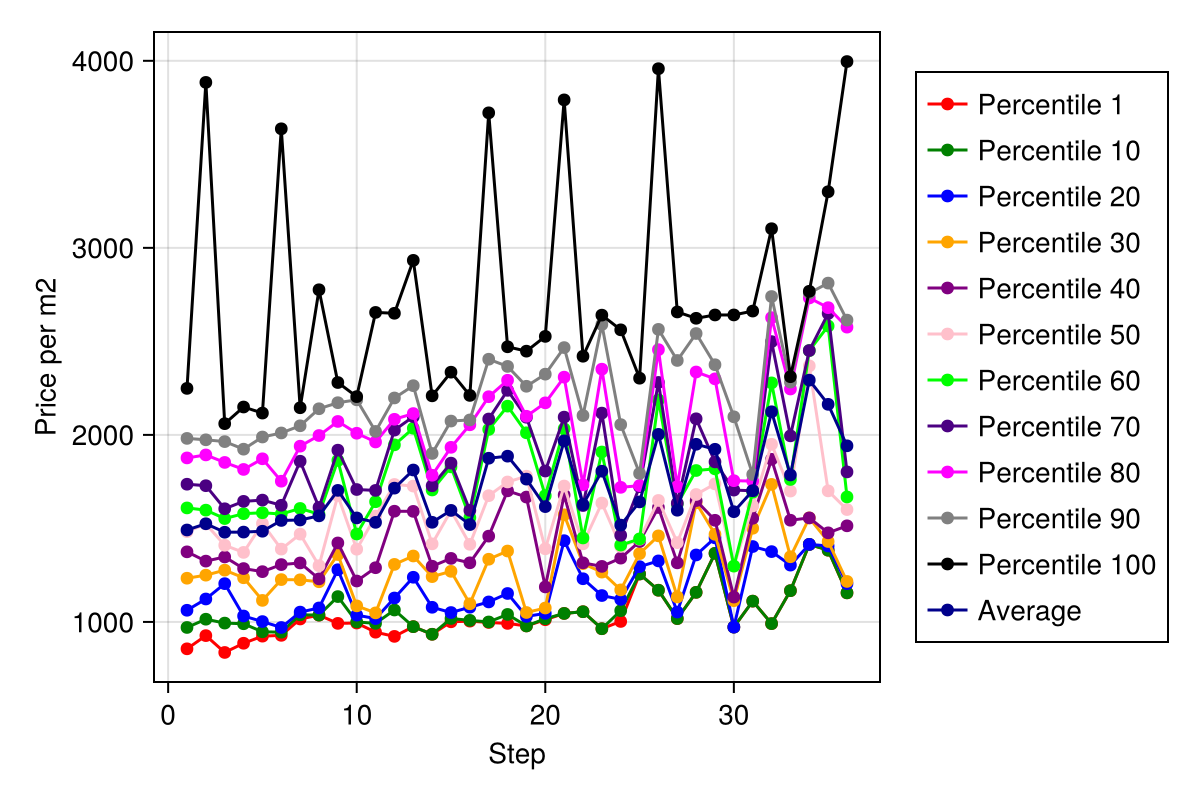 4000
3000
2000
1000
Price per m2
0 10 20 30
Step
Percentile 1
Percentile 10
Percentile 20
Percentile 30
Percentile 40
Percentile 50
Percentile 60
Percentile 70
Percentile 80
Percentile 90
Percentile 100
Average